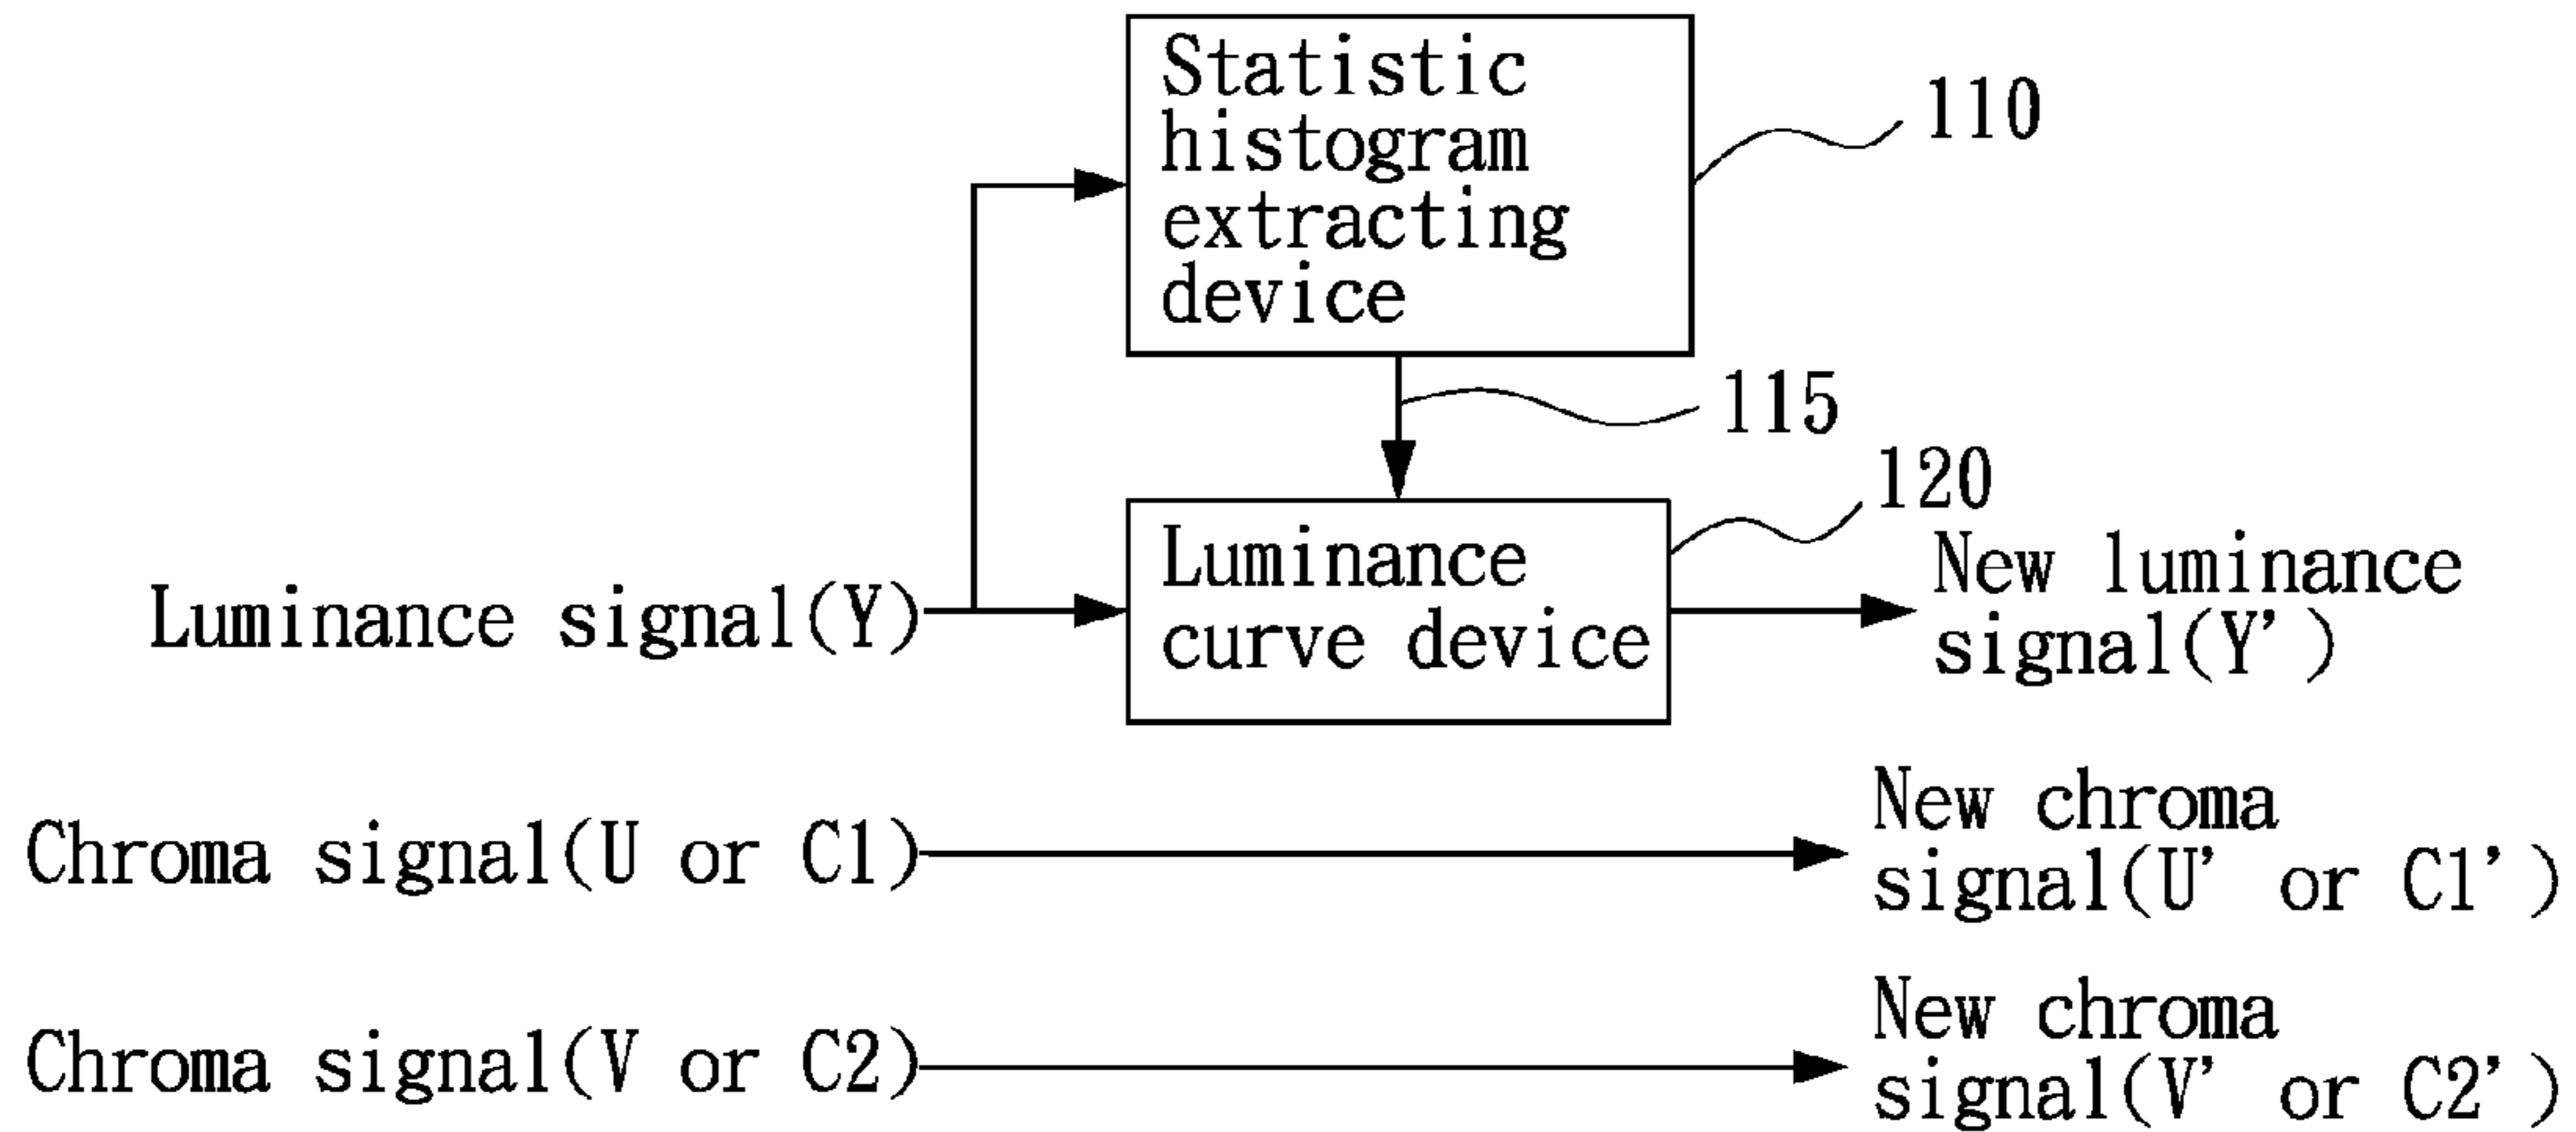 Statistic
histogram
extracting
device
110
115
120
Luminance signal(Y)
Luminance
curve device
New luminance
signal(Y’)
Chroma signal(U or C1)
New chroma
signal(U’ or C1’)
Chroma signal(V or C2)
New chroma
signal(V’ or C2’)